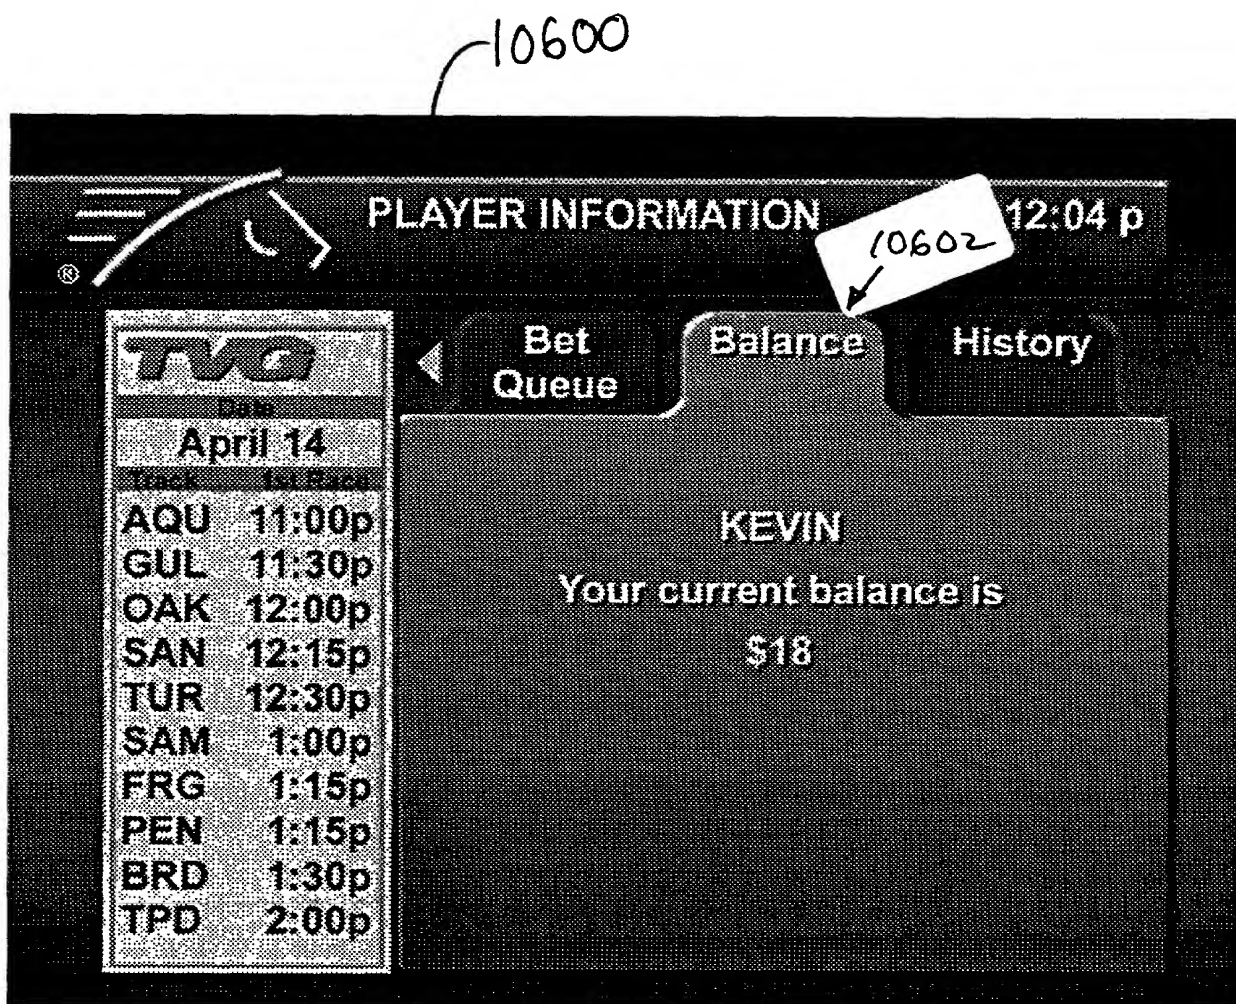 10600
PLAYER INFORMATION 12:04 p
10602
®
TVG
Bet Queue
Balance
History
Date
April 14
Track 1st Race
AQU 11:00p
GUL 11:30p
OAK 12:00p
SAN 12:15p
TUR 12:30p
SAM 1:00p
FRG 1:15p
PEN 1:15p
BRD 1:30p
TPD 2:00p
KEVIN
Your current balance is
$18